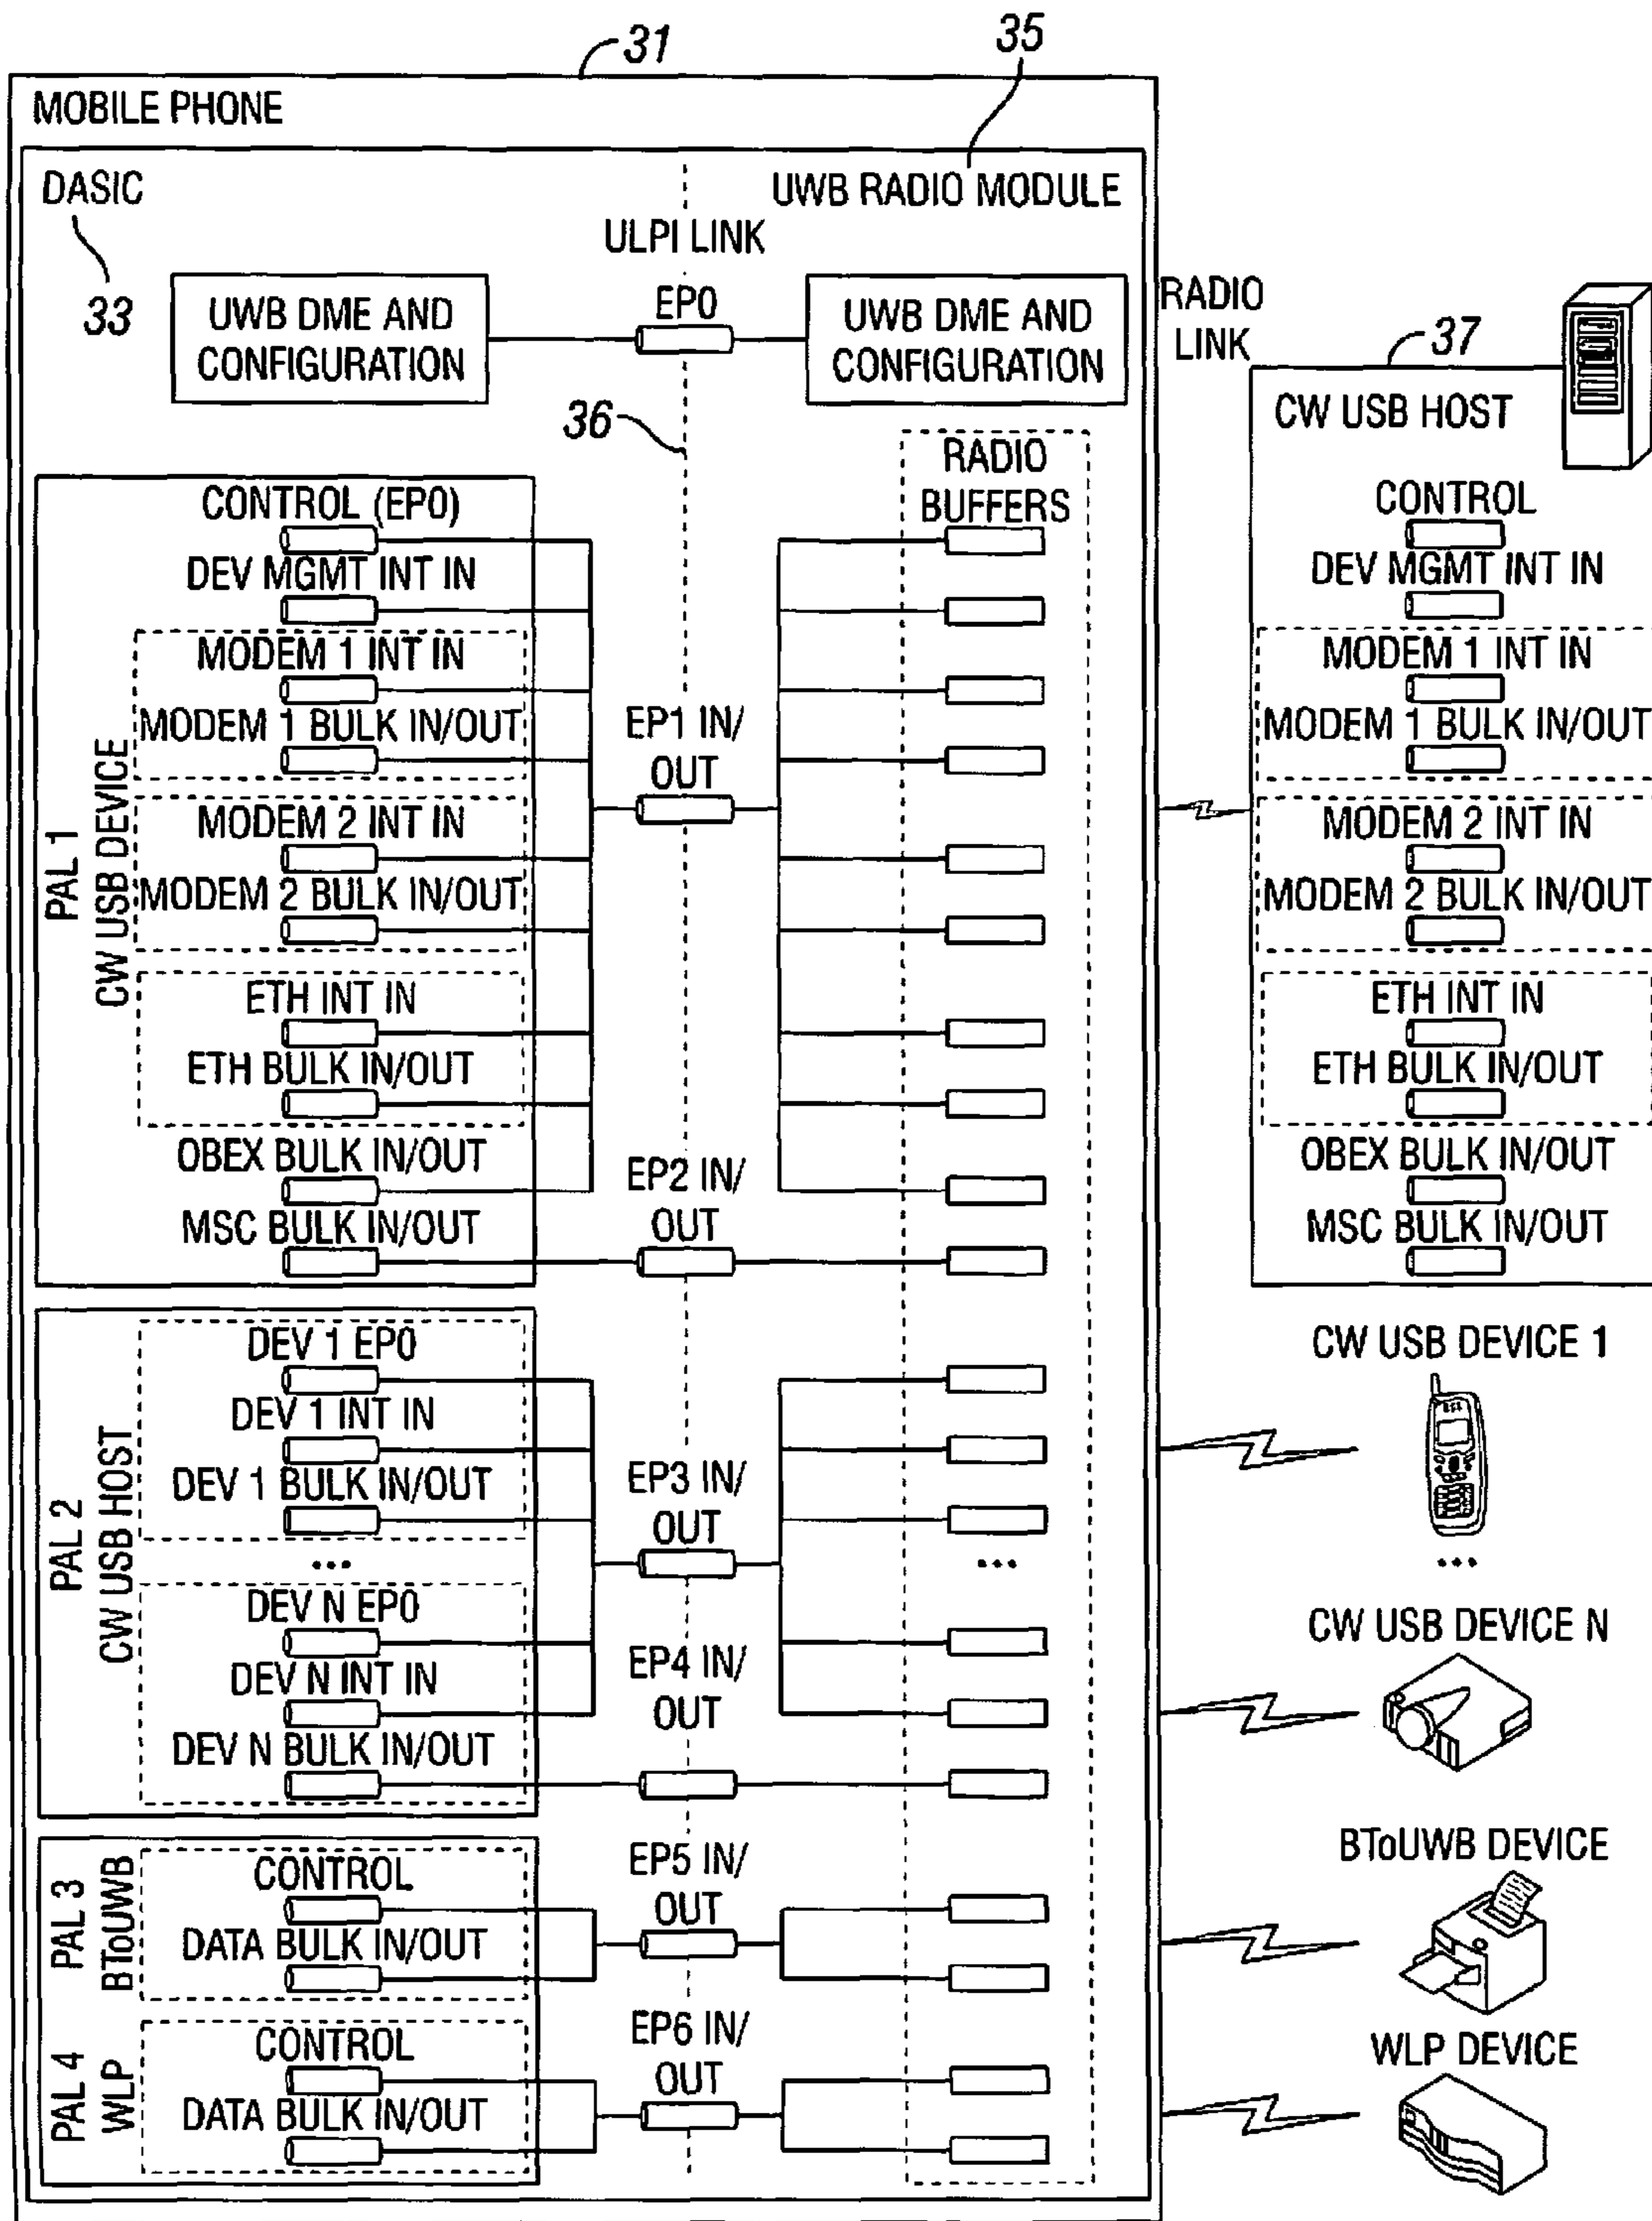 31
35
MOBILE PHONE
DASIC
33
UWB RADIO MODULE
ULPI LINK
UWB DME AND
CONFIGURATION
EP0
UWB DME AND
CONFIGURATION
36
RADIO
LINK
37
CW USB HOST
RADIO
BUFFERS
PAL 1
CW USB DEVICE
CONTROL (EP0)
DEV MGMT INT IN
MODEM 1 INT IN
MODEM 1 BULK IN/OUT
MODEM 2 INT IN
MODEM 2 BULK IN/OUT
ETH INT IN
ETH BULK IN/OUT
OBEX BULK IN/OUT
MSC BULK IN/OUT
EP1 IN/
OUT
EP2 IN/
OUT
CONTROL
DEV MGMT INT IN
MODEM 1 INT IN
MODEM 1 BULK IN/OUT
MODEM 2 INT IN
MODEM 2 BULK IN/OUT
ETH INT IN
ETH BULK IN/OUT
OBEX BULK IN/OUT
MSC BULK IN/OUT
PAL 2
CW USB HOST
DEV 1 EP0
DEV 1 INT IN
DEV 1 BULK IN/OUT
...
DEV N EP0
DEV N INT IN
DEV N BULK IN/OUT
EP3 IN/
OUT
EP4 IN/
OUT
...
CW USB DEVICE 1
...
CW USB DEVICE N
PAL 3
BToUWB
CONTROL
DATA BULK IN/OUT
EP5 IN/
OUT
BToUWB DEVICE
PAL 4
WLP
CONTROL
DATA BULK IN/OUT
EP6 IN/
OUT
WLP DEVICE